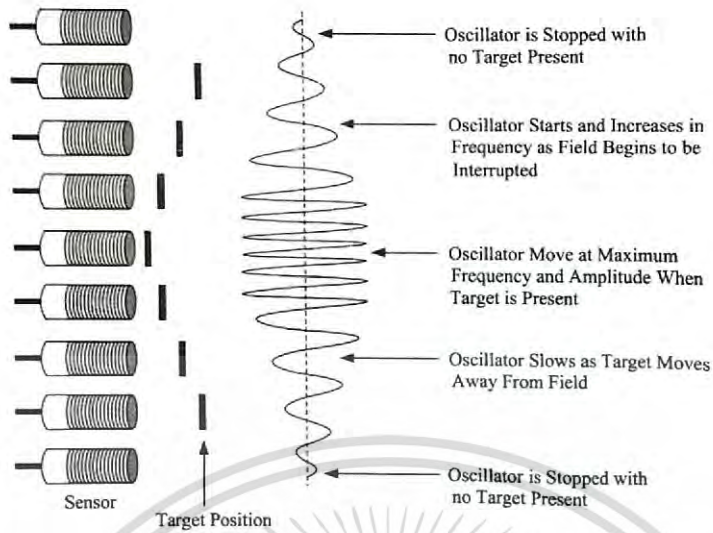 Oscillator is Stopped with
no Target Present
Oscillator Starts and Increases in
Frequency as Field Begins to be
Interrupted
Oscillator Move at Maximum
Frequency and Amplitude When
Target is Present
Oscillator Slows as Target Moves
Away From Field
Oscillator is Stopped with
no Target Present
Sensor
Target Position